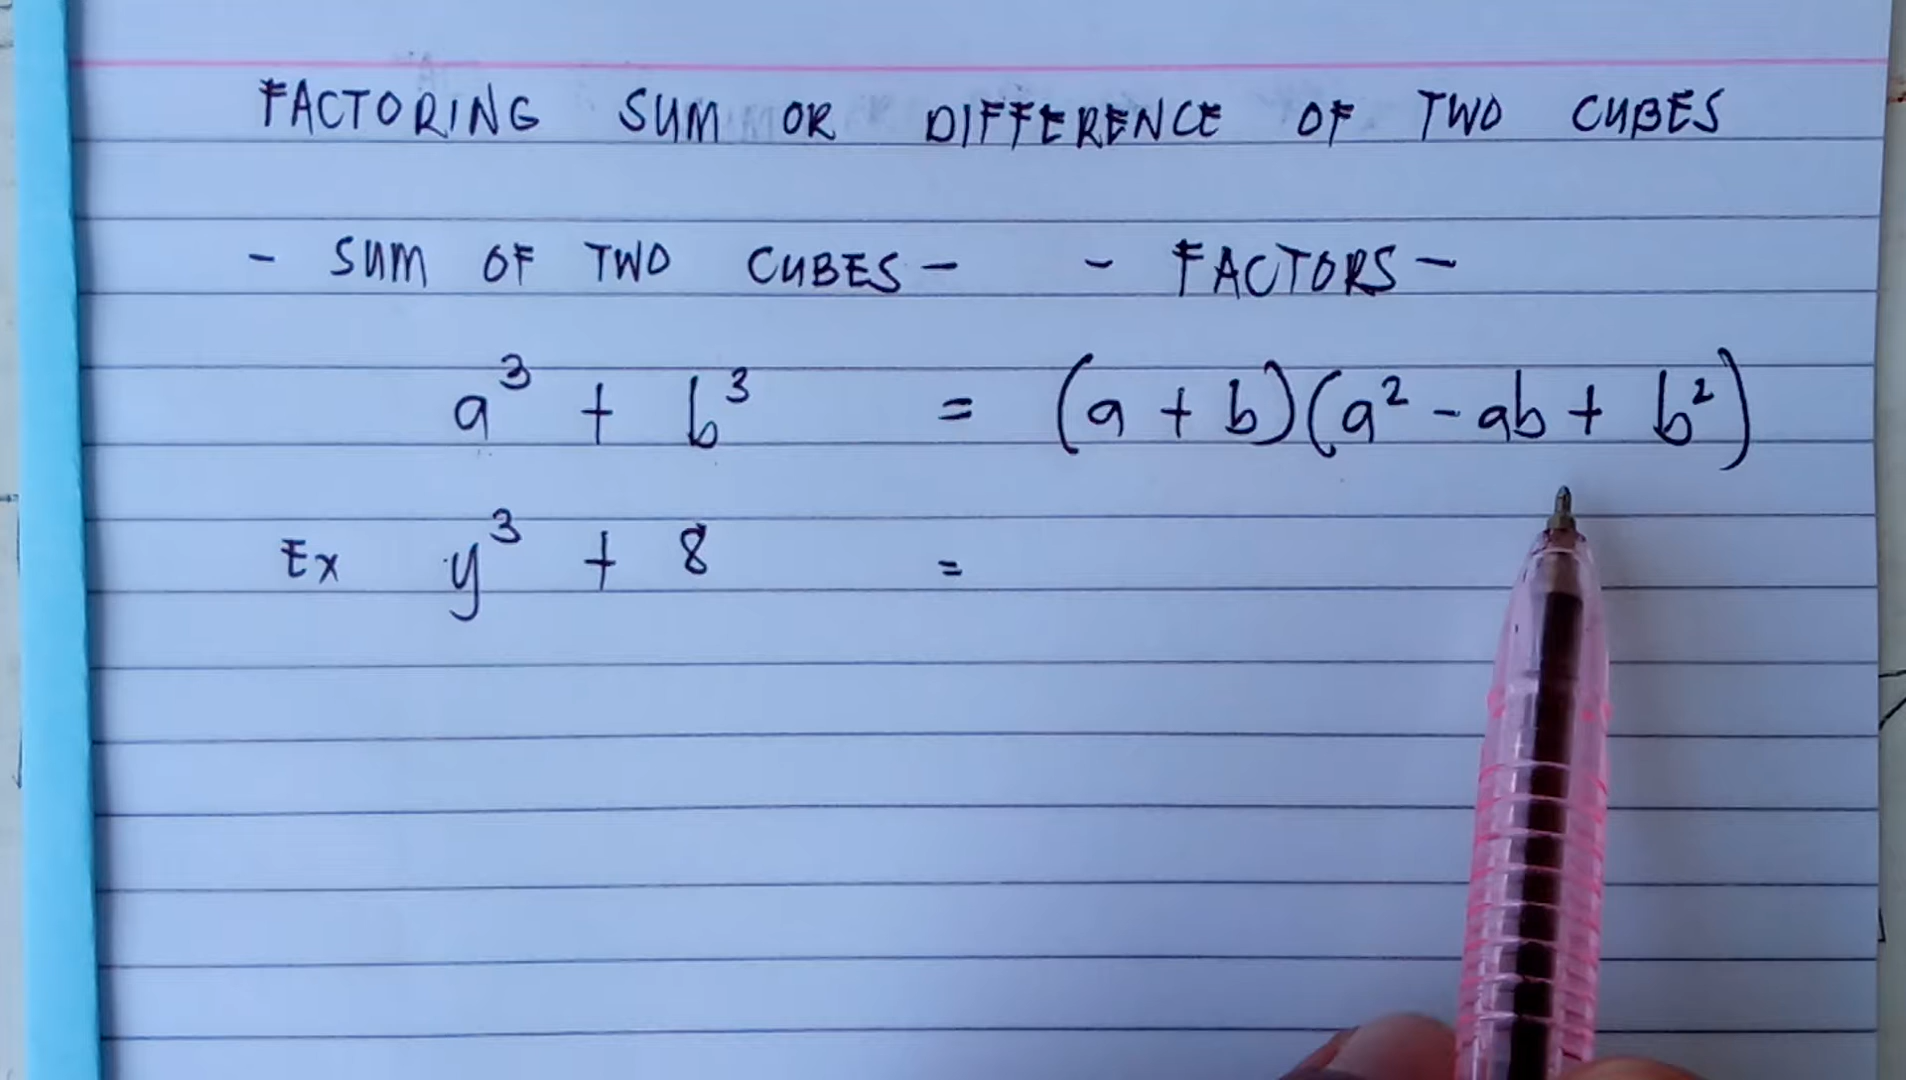 FACTORING SUM OR DIFFERENCE OF TWO CUBES
- SUM OF TWO CUBES - - FACTORS -
a³ + b³ = (a + b)(a² - ab + b²)
Ex y³ + 8 =